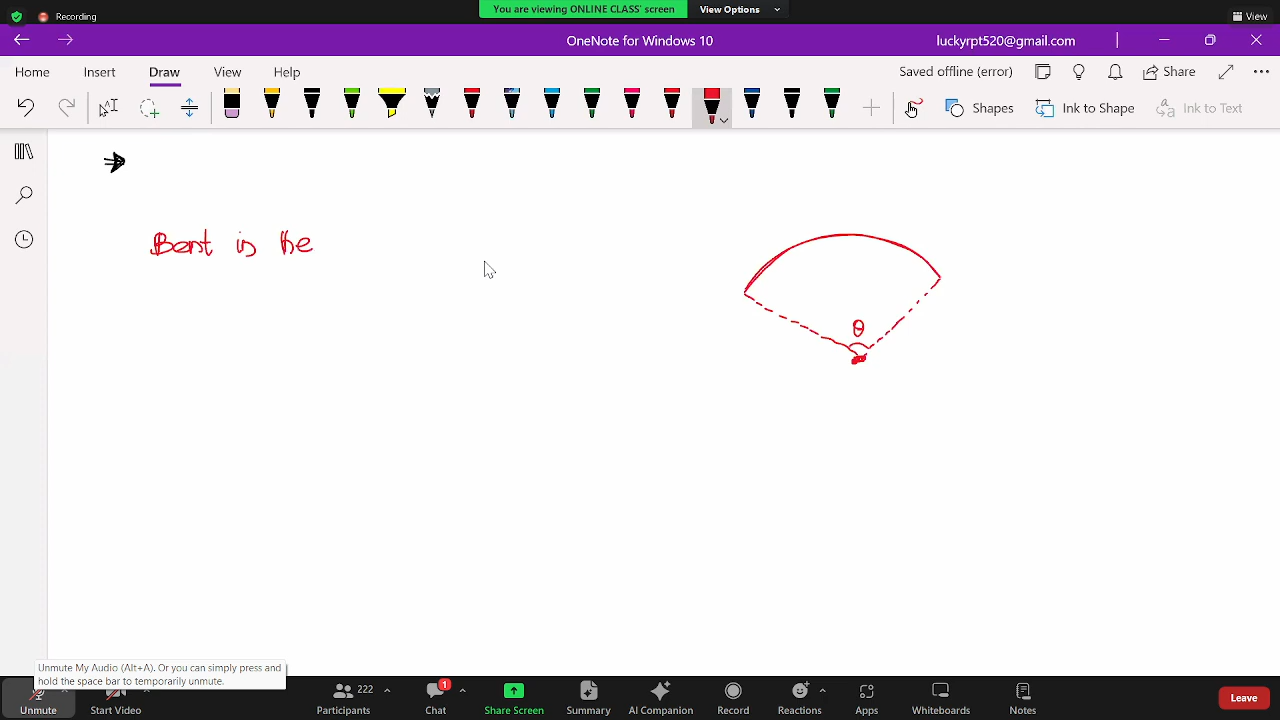 Recording
You are viewing ONLINE CLASS' screen
View Options
View
OneNote for Windows 10
luckyrpt520@gmail.com
Home
Insert
Draw
View
Help
Saved offline (error)
Share
Shapes
Ink to Shape
Ink to Text
Bent in the
θ
Unmute My Audio (Alt+A). Or you can simply press and
hold the space bar to temporarily unmute.
Unmute
Start Video
Participants
222
Chat
1
Share Screen
Summary
AI Companion
Record
Reactions
Apps
Whiteboards
Notes
Leave